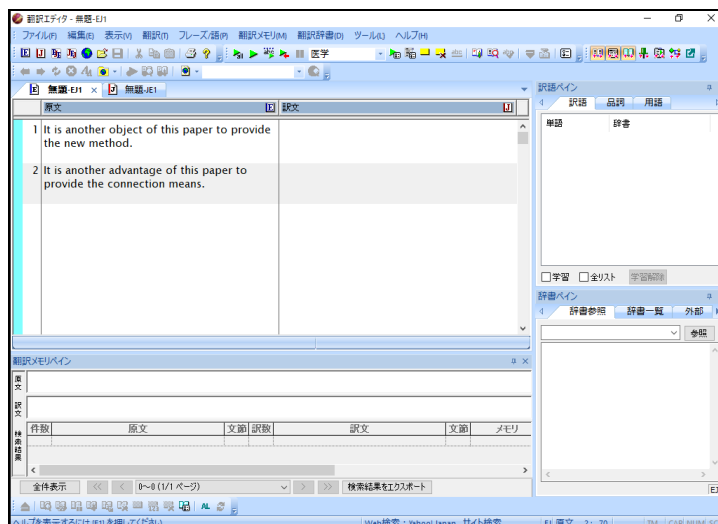 翻訳エディタ - 無題-EJ1
ファイル(F) 編集(E) 表示(V) 翻訳(T) フレーズ/語(P) 翻訳メモリ(M) 翻訳辞書(D) ツール(L) ヘルプ(H)
医学
無題-EJ1 × 無題-JE1
原文 E 訳文 J
1 It is another object of this paper to provide
the new method.
2 It is another advantage of this paper to
provide the connection means.
訳語ペイン
訳語 品詞 用語
単語 辞書
学習 全リスト 学習解除
辞書ペイン
辞書参照 辞書一覧 外部
参照
翻訳メモリペイン
原文
訳文
検索結果
件数 原文 文節 訳数 訳文 文節 メモリ
全件表示 << < 0~0 (1/1 ページ) > >> 検索結果をエクスポート
AL
ヘルプを表示するには [F1] を押してください Web検索 : Yahoo! Japan サイト検索 EJ 原文 2 : 70 TM CAP NUM SC